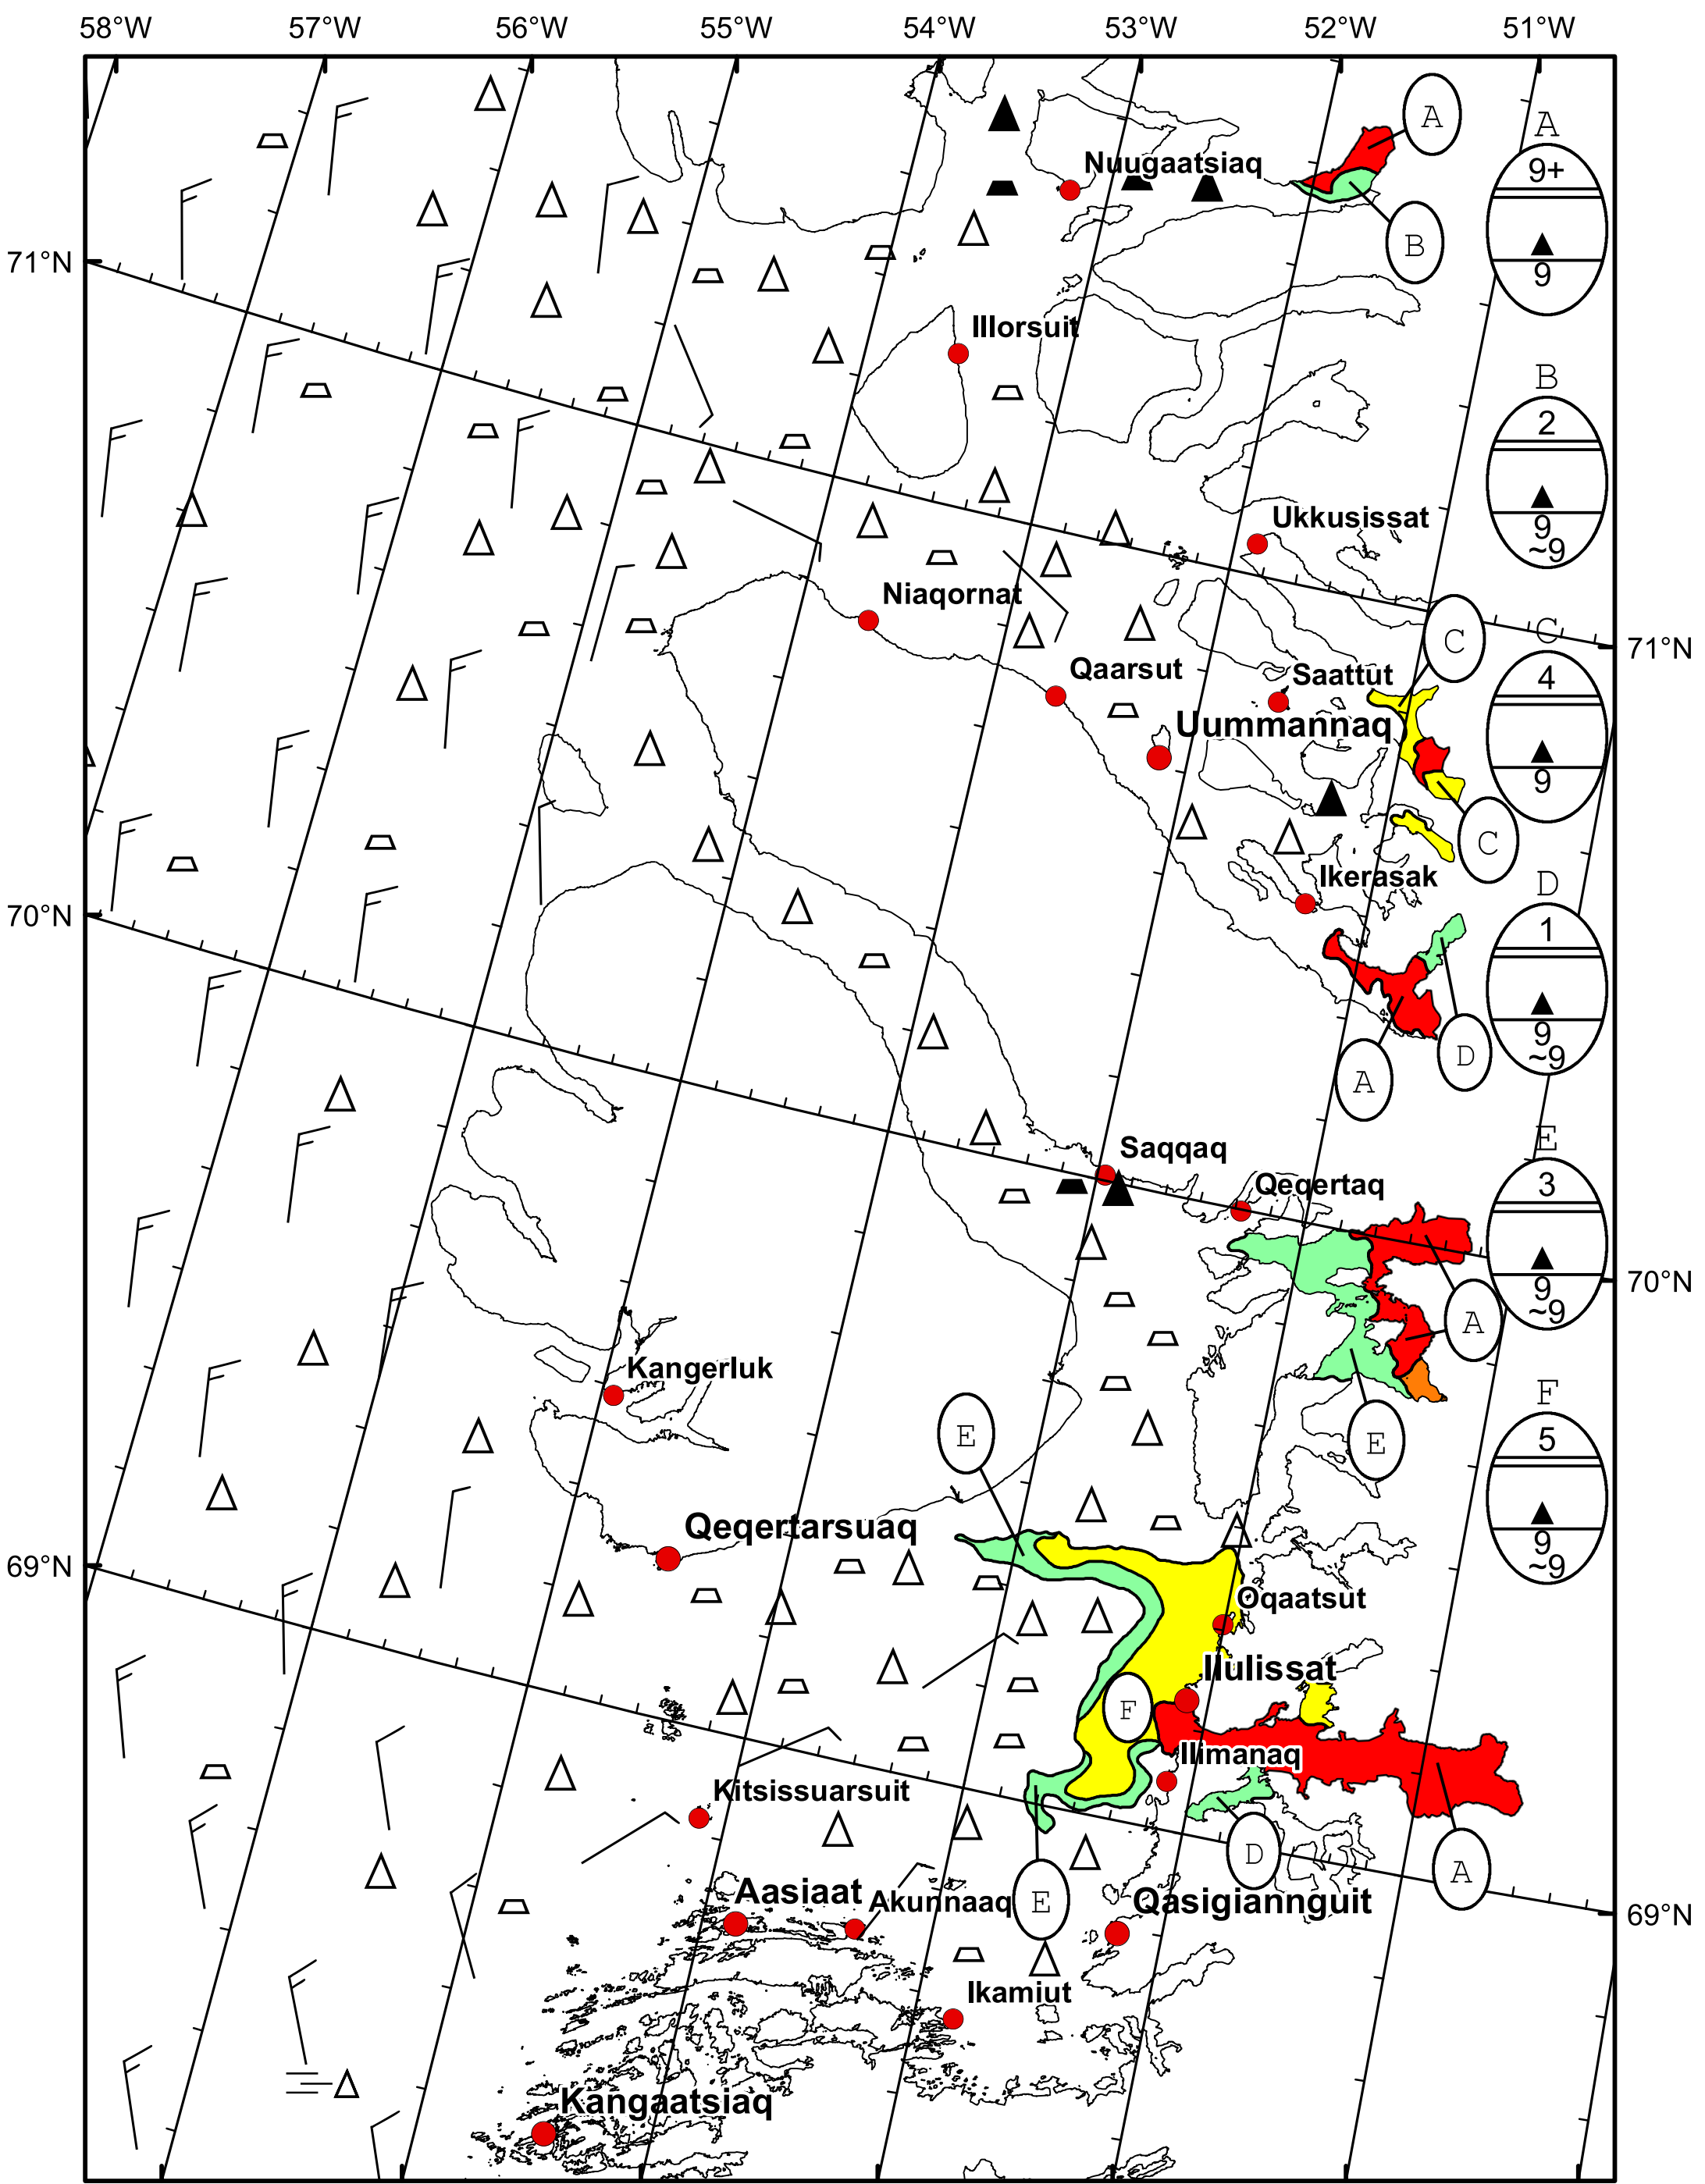 58°W 57°W 56°W 55°W 54°W 53°W 52°W 51°W
A
A
9+
9
Nuugaatsiaq
B
71°N
Illorsuit
B
2
9
~9
Ukkusissat
Niaqornat
C
C
4
9
71°N
Qaarsut
Saattut
Uummannaq
C
Ikerasak
D
1
9
~9
70°N
D
A
Saqqaq
Qeqertaq
E
3
9
~9
70°N
A
Kangerluk
E
E
F
5
9
~9
Qeqertarsuaq
69°N
Oqaatsut
Ilulissat
F
Ilimanaq
Kitsissuarsuit
D
A
Aasiaat
Akunnaaq
E
Qasigiannguit
69°N
Ikamiut
Kangaatsiaq